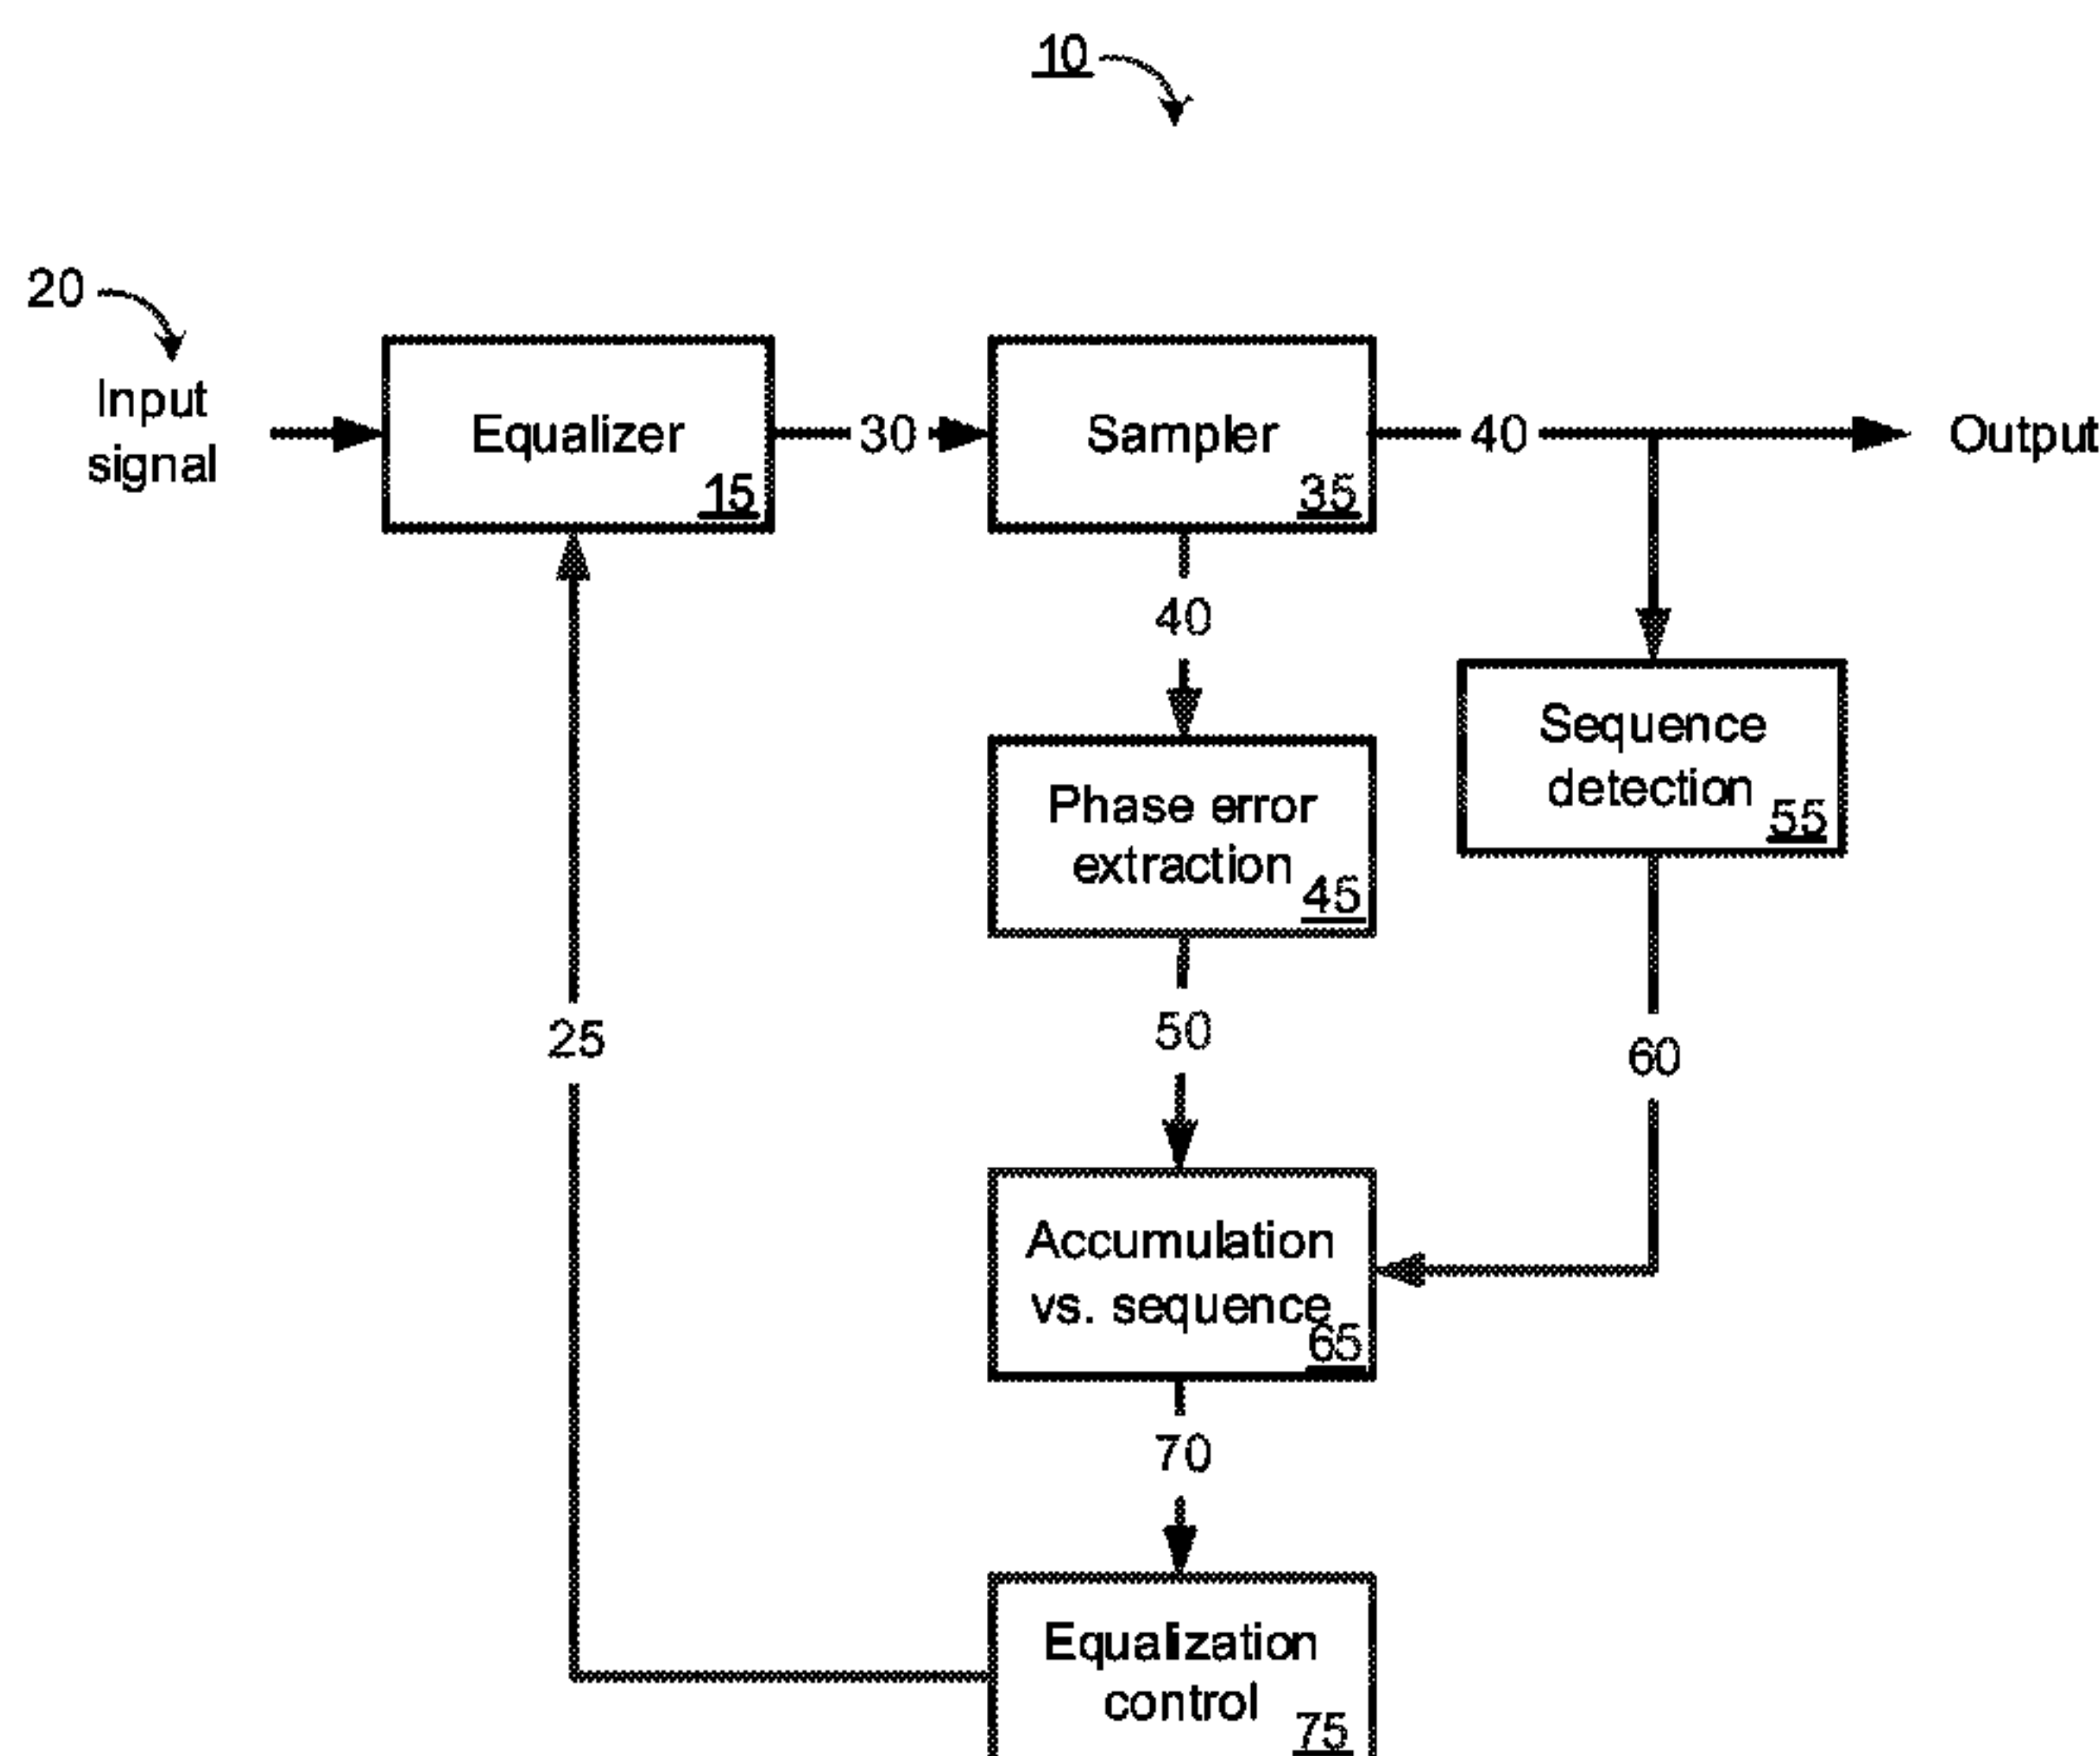 10
20
Input
signal
Equalizer
15
30
Sampler
35
40
Output
40
Sequence
detection
55
Phase error
extraction
45
25
50
60
Accumulation
vs. sequence
65
70
Equalization
control
75